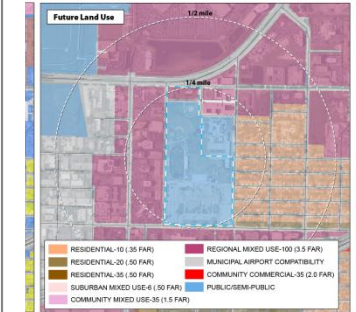 Future Land Use
1/2 mile
1/4 mile
RESIDENTIAL-10 (.35 FAR)
RESIDENTIAL-20 (.50 FAR)
RESIDENTIAL-35 (.50 FAR)
SUBURBAN MIXED USE-6 (.50 FAR)
COMMUNITY MIXED USE-35 (1.5 FAR)
REGIONAL MIXED USE-100 (3.5 FAR)
MUNICIPAL AIRPORT COMPATIBILITY
COMMUNITY COMMERCIAL-35 (2.0 FAR)
PUBLIC/SEMI-PUBLIC